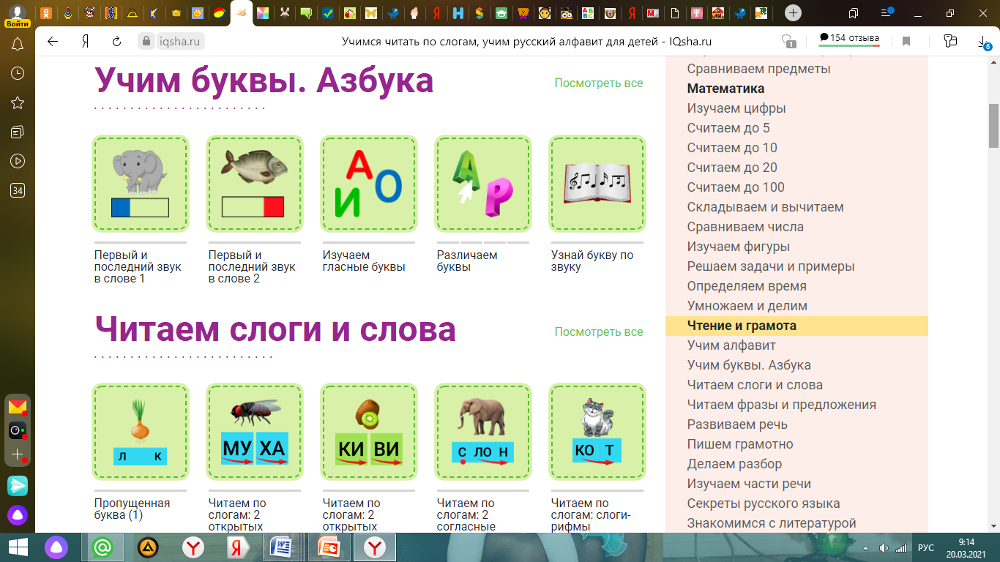 Войти
iqsha.ru
Учимся читать по слогам, учим русский алфавит для детей - IQsha.ru
1
154 отзыва
6
34
Учим буквы. Азбука
Посмотреть все
А
О
И
А
Р
Первый и
последний звук
в слове 1
Первый и
последний звук
в слове 2
Изучаем
гласные буквы
Различаем
буквы
Узнай букву по
звуку
Читаем слоги и слова
Посмотреть все
Л К
МУ ХА
КИ ВИ
С ЛО Н
КО Т
Пропущенная
буква (1)
Читаем по
слогам: 2
открытых
Читаем по
слогам: 2
открытых
Читаем по
слогам: 2
согласные
Читаем по
слогам: слоги-
рифмы
Сравниваем предметы
Математика
Изучаем цифры
Считаем до 5
Считаем до 10
Считаем до 20
Считаем до 100
Складываем и вычитаем
Сравниваем числа
Изучаем фигуры
Решаем задачи и примеры
Определяем время
Умножаем и делим
Чтение и грамота
Учим алфавит
Учим буквы. Азбука
Читаем слоги и слова
Читаем фразы и предложения
Развиваем речь
Пишем грамотно
Делаем разбор
Изучаем части речи
Секреты русского языка
Знакомимся с литературой
РУС
9:14
20.03.2021